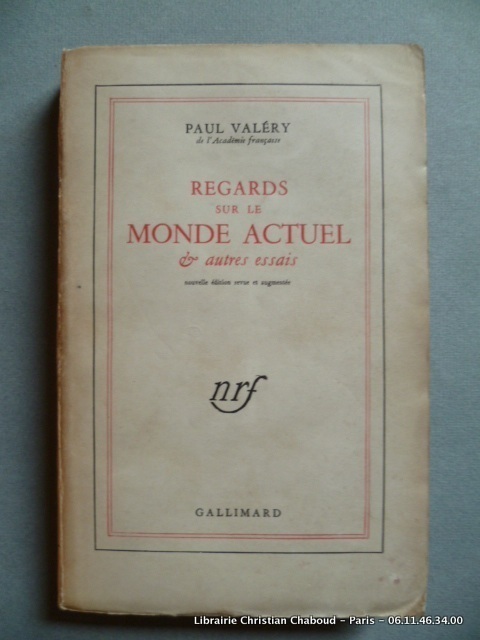 PAUL VALÉRY
de l'Académie française
REGARDS
SUR LE
MONDE ACTUEL
& autres essais
nouvelle édition revue et augmentée
nrf
GALLIMARD
Librairie Christian Chaboud - Paris - 06.11.46.34.00